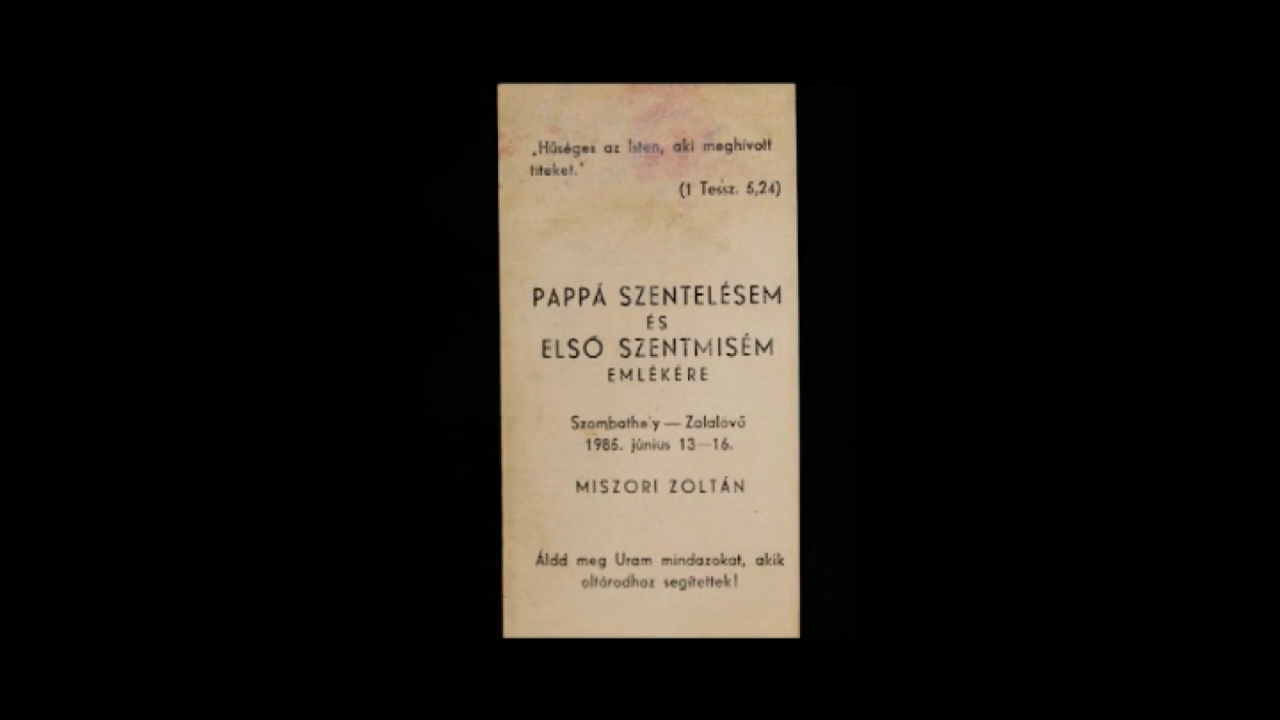 „Hűséges az Isten, aki meghívott
titeket."
(1 Tessz. 5,24)
PAPPÁ SZENTELÉSEM
ÉS
ELSŐ SZENTMISÉM
EMLÉKÉRE
Szombathely — Zalalövő
1985. június 13—16.
MISZORI ZOLTÁN
Áldd meg Uram mindazokat, akik
oltárodhoz segítettek!